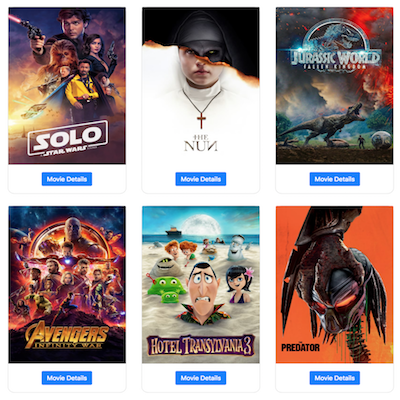 SOLO
A STAR WARS STORY
THE
NUN
JURASSIC WORLD
FALLEN KINGDOM
Movie Details
Movie Details
Movie Details
AVENGERS
INFINITY WAR
HOTEL TRANSYLVANIA 3
THE
PREDATOR
Movie Details
Movie Details
Movie Details